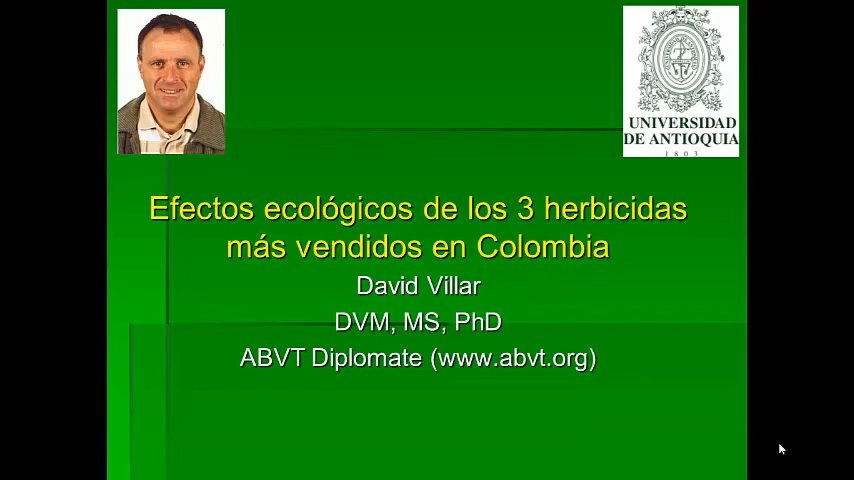 UNIVERSIDAD
DE ANTIOQUIA
1803
Efectos ecológicos de los 3 herbicidas
más vendidos en Colombia
David Villar
DVM, MS, PhD
ABVT Diplomate (www.abvt.org)